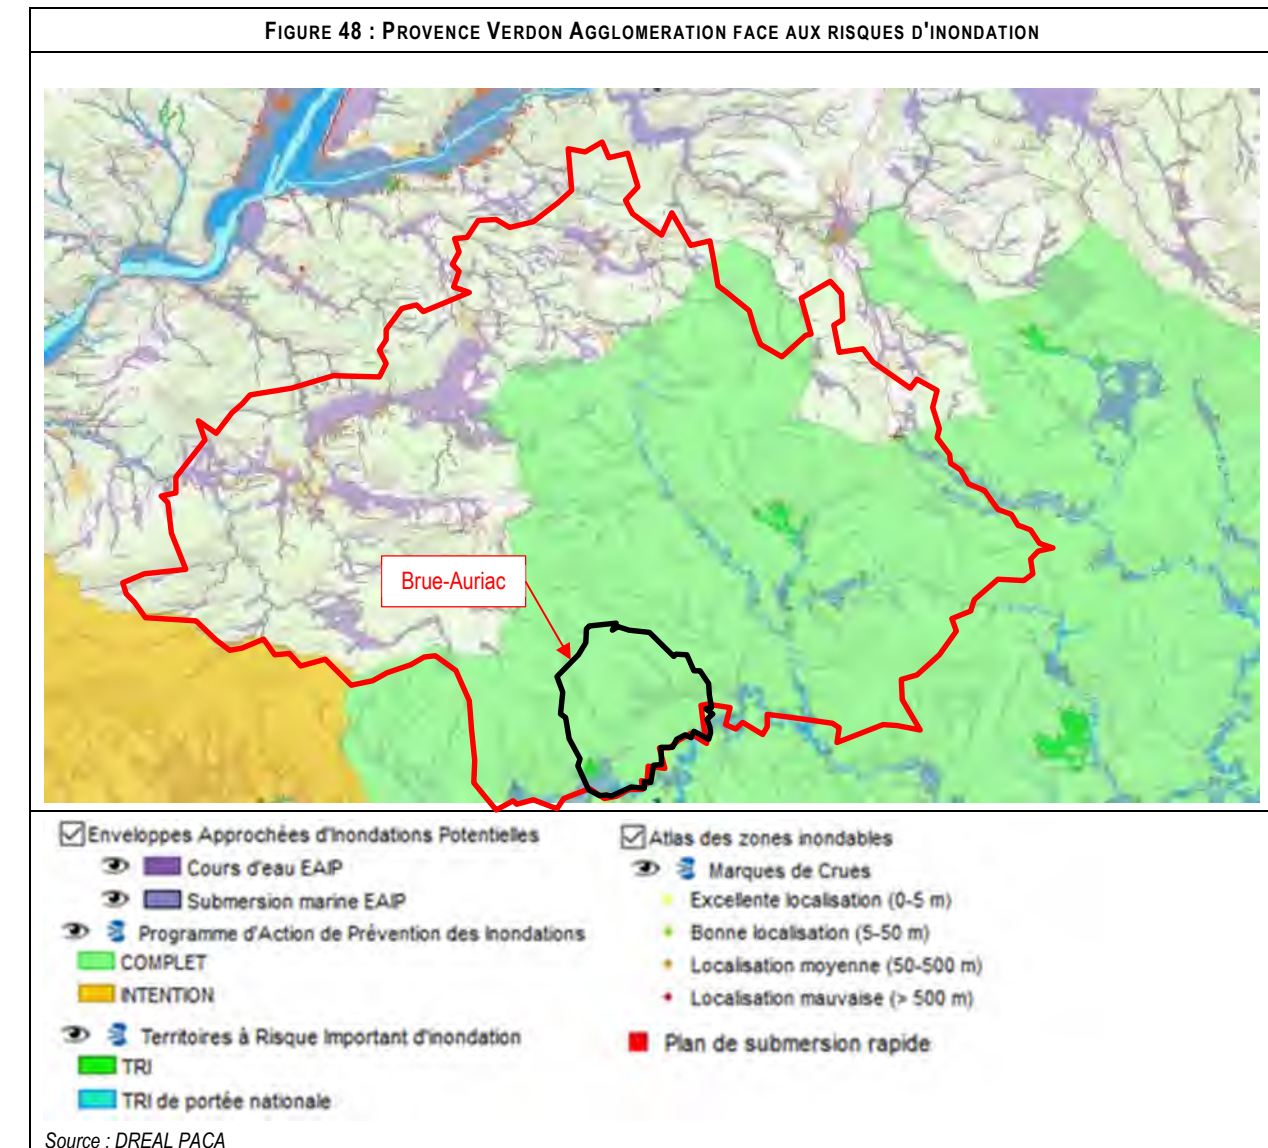 FIGURE 48 : PROVENCE VERDON AGGLOMERATION FACE AUX RISQUES D'INONDATION
Brue-Auriac
Enveloppes Approchées d'Inondations Potentielles
Cours d'eau EAIP
Submersion marine EAIP
Programme d'Action de Prévention des Inondations
COMPLET
INTENTION
Territoires à Risque Important d'inondation
TRI
TRI de portée nationale
Atlas des zones inondables
Marques de Crues
Excellente localisation (0-5 m)
Bonne localisation (5-50 m)
Localisation moyenne (50-500 m)
Localisation mauvaise (> 500 m)
Plan de submersion rapide
Source : DREAL PACA